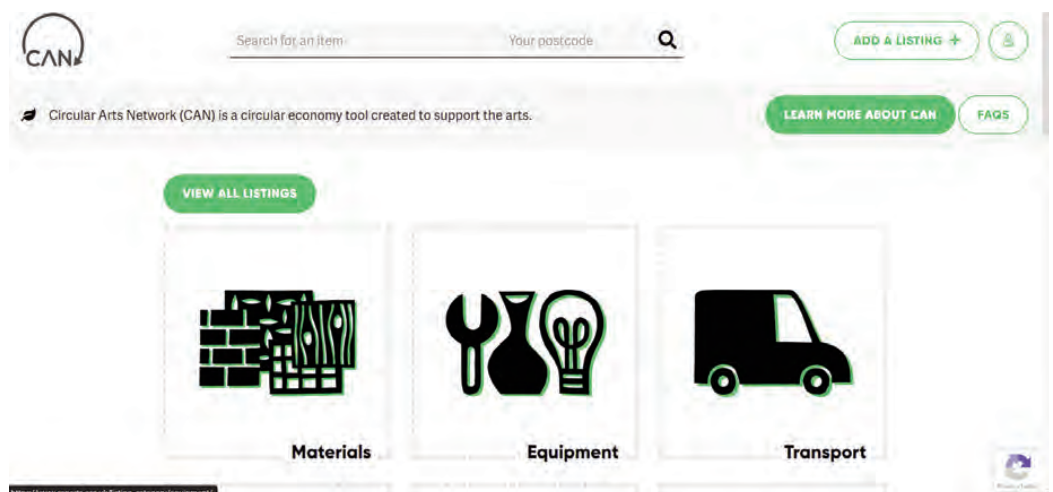 CAN
Search for an item
Your postcode
ADD A LISTING +
Circular Arts Network (CAN) is a circular economy tool created to support the arts.
LEARN MORE ABOUT CAN
FAQS
VIEW ALL LISTINGS
Materials
Equipment
Transport